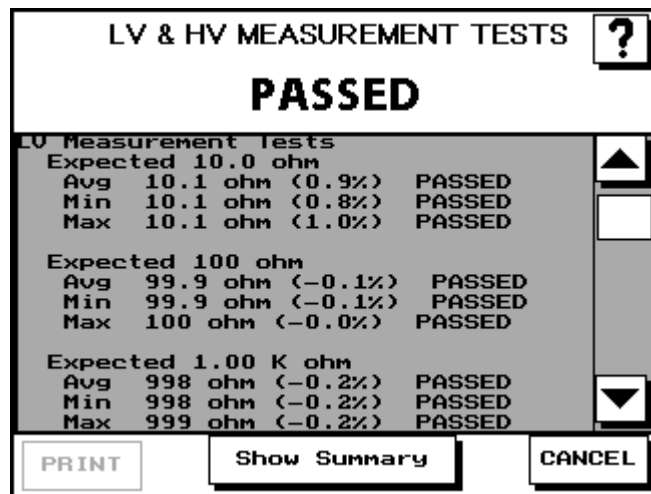 LV & HV MEASUREMENT TESTS
?
PASSED
LV Measurement Tests
Expected 10.0 ohm
Avg 10.1 ohm (0.9%) PASSED
Min 10.1 ohm (0.8%) PASSED
Max 10.1 ohm (1.0%) PASSED
Expected 100 ohm
Avg 99.9 ohm (-0.1%) PASSED
Min 99.9 ohm (-0.1%) PASSED
Max 100 ohm (-0.0%) PASSED
Expected 1.00 K ohm
Avg 998 ohm (-0.2%) PASSED
Min 998 ohm (-0.2%) PASSED
Max 999 ohm (-0.2%) PASSED
PRINT
Show Summary
CANCEL